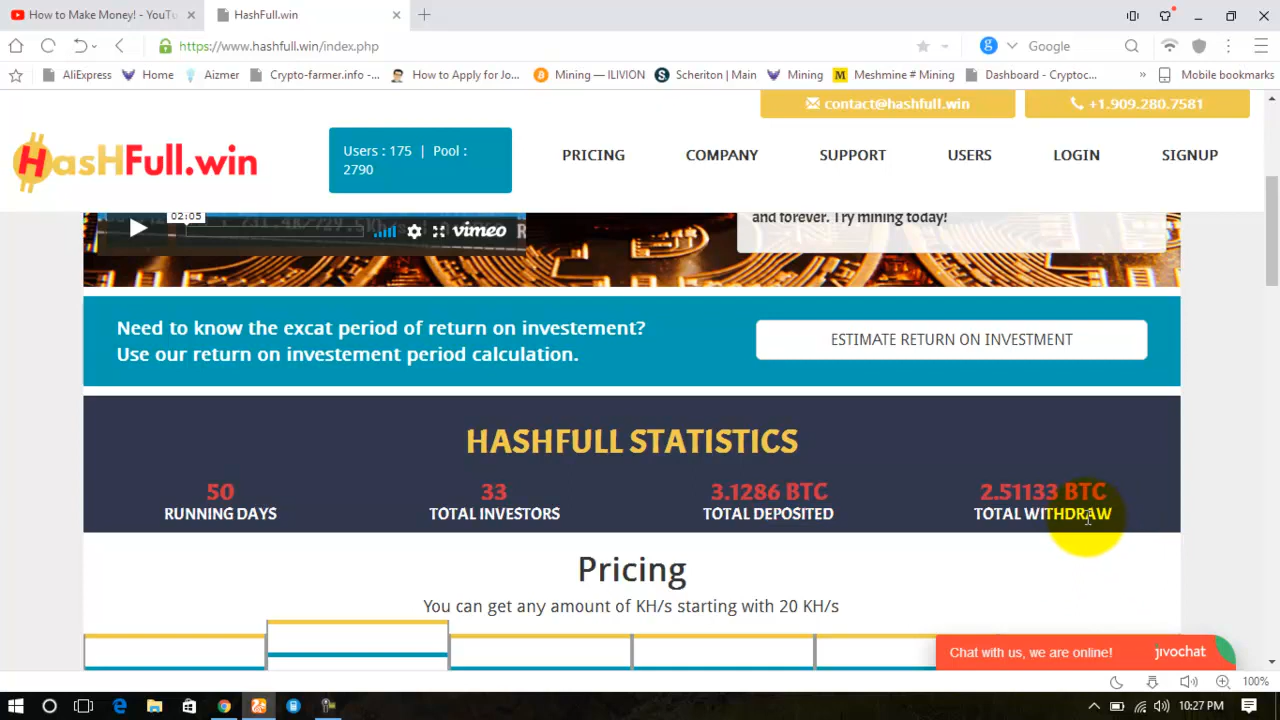 How to Make Money! - YouTu
HashFull.win
https://www.hashfull.win/index.php
Google
AliExpress
Home
Aizmer
Crypto-farmer.info -...
How to Apply for Jo...
Mining — ILIVION
Scheriton | Main
Mining
Meshmine # Mining
Dashboard - Cryptoc...
Mobile bookmarks
contact@hashfull.win
+1.909.280.7581
HasHFull.win
Users : 175 | Pool :
2790
PRICING
COMPANY
SUPPORT
USERS
LOGIN
SIGNUP
02:05
vimeo
and forever. Try mining today!
Need to know the excat period of return on investement?
Use our return on investement period calculation.
ESTIMATE RETURN ON INVESTMENT
HASHFULL STATISTICS
50
RUNNING DAYS
33
TOTAL INVESTORS
3.1286 BTC
TOTAL DEPOSITED
2.51133 BTC
TOTAL WITHDRAW
Pricing
You can get any amount of KH/s starting with 20 KH/s
Chat with us, we are online!
jivochat
100%
10:27 PM